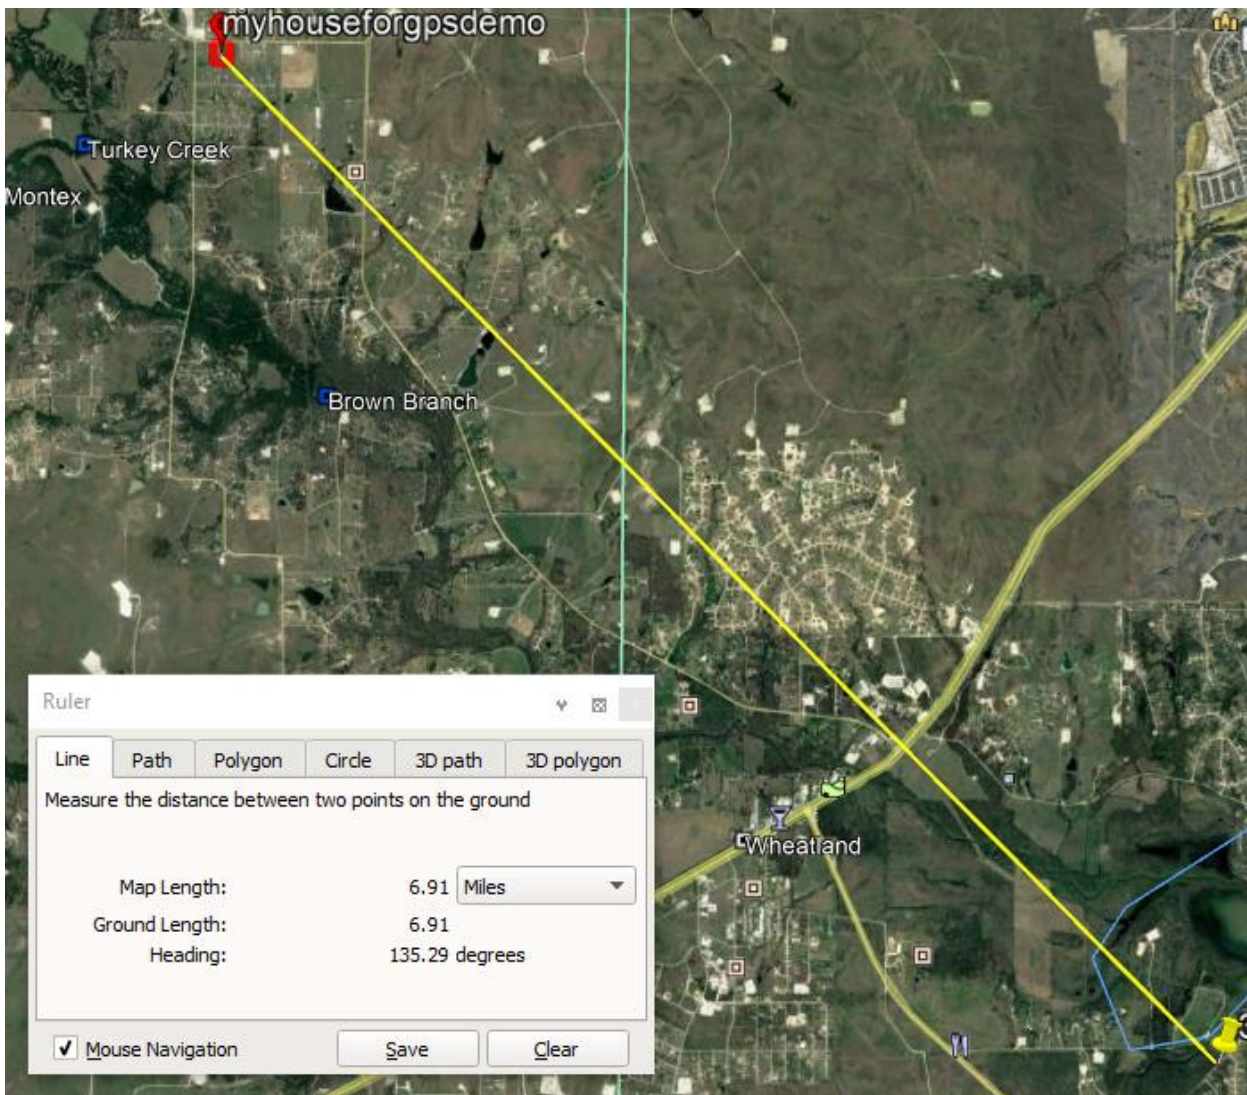 myhouseforgpsdemo
Turkey Creek
Montex
Brown Branch
Ruler
Line Path Polygon Circle 3D path 3D polygon
Measure the distance between two points on the ground
Map Length: 6.91 Miles
Ground Length: 6.91
Heading: 135.29 degrees
Mouse Navigation Save Clear
Wheatland
3